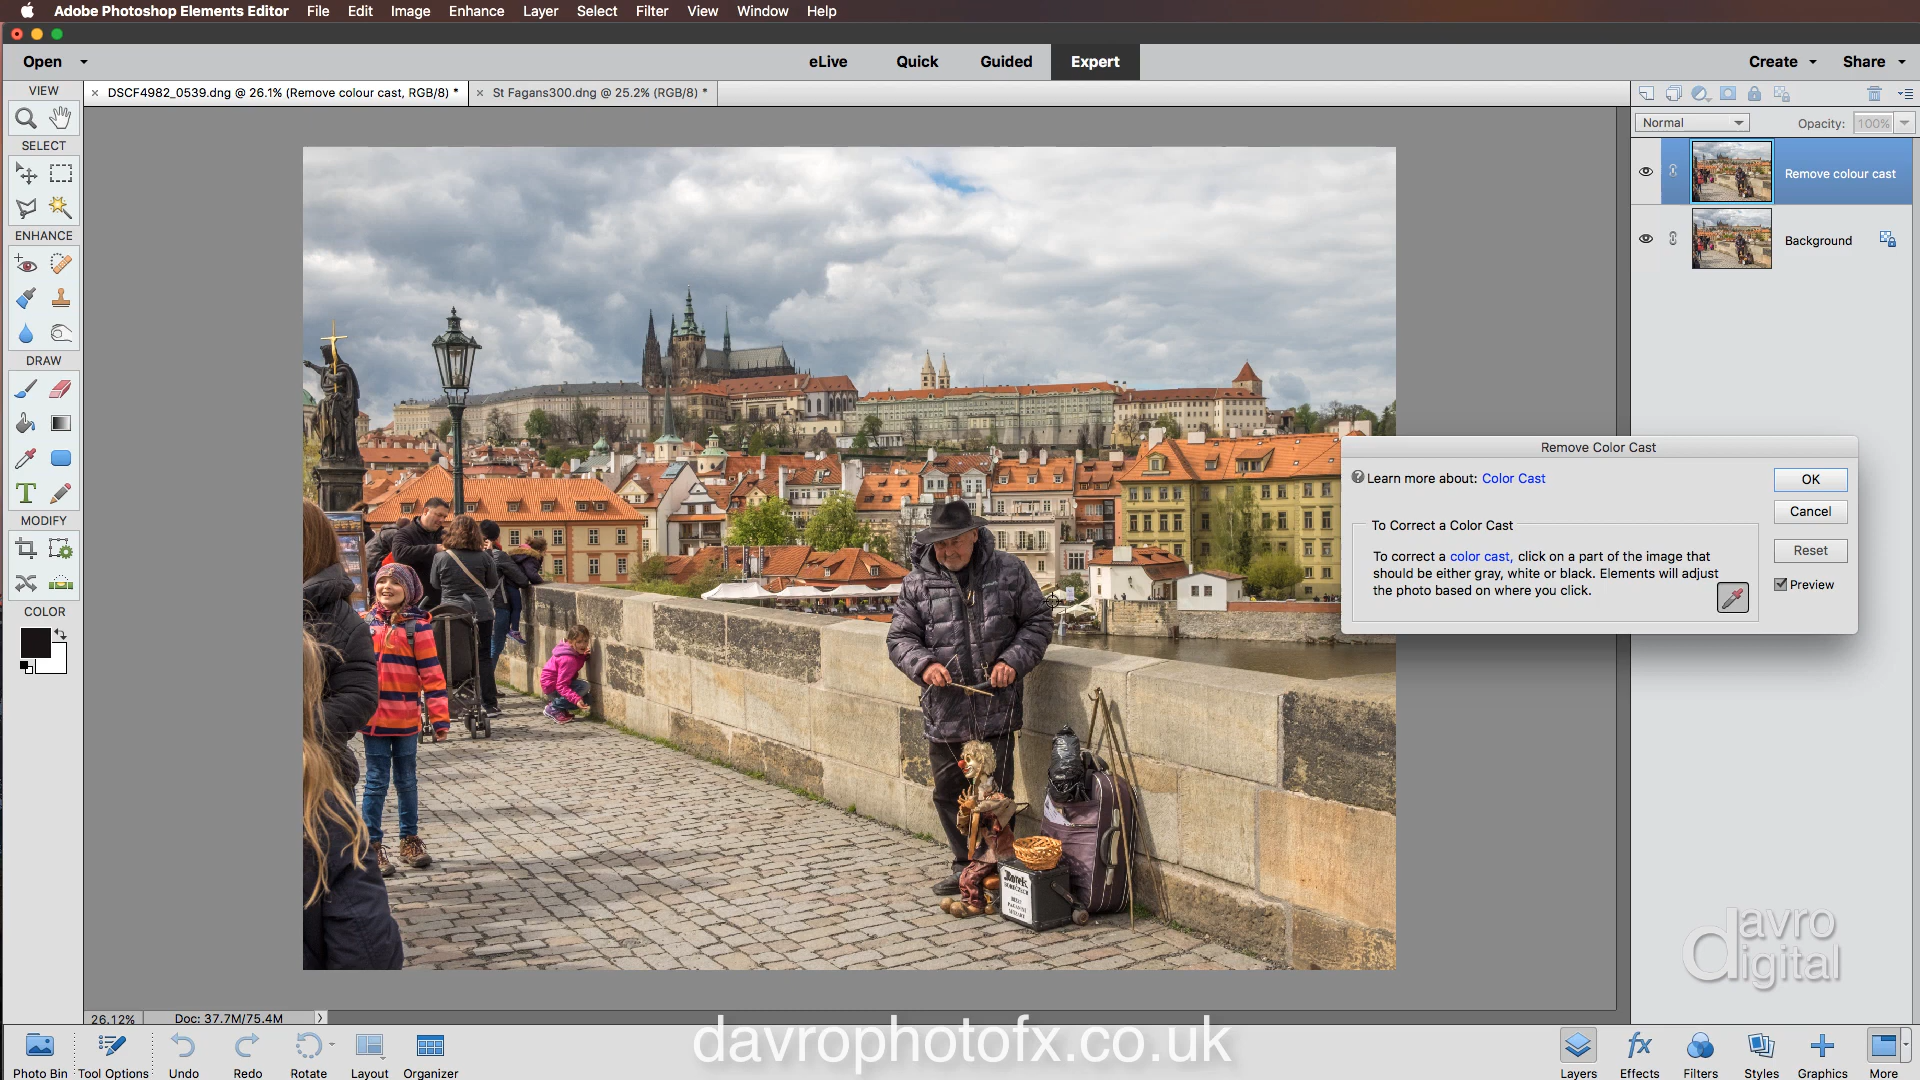 Adobe Photoshop Elements Editor File Edit Image Enhance Layer Select Filter View Window Help
Open eLive Quick Guided Expert Create Share
VIEW
× DSCF4982_0539.dng @ 26.1% (Remove colour cast, RGB/8) * × St Fagans300.dng @ 25.2% (RGB/8) *
Normal Opacity: 100%
SELECT
Remove colour cast
ENHANCE
Background
DRAW
Remove Color Cast
Learn more about: Color Cast
OK
Cancel
To Correct a Color Cast
To correct a color cast, click on a part of the image that
should be either gray, white or black. Elements will adjust
the photo based on where you click.
Reset
Preview
T
MODIFY
COLOR
davro
digital
26.12% Doc: 37.7M/75.4M
davrophotofx.co.uk
Photo Bin Tool Options Undo Redo Rotate Layout Organizer
fx
Layers Effects Filters Styles Graphics More